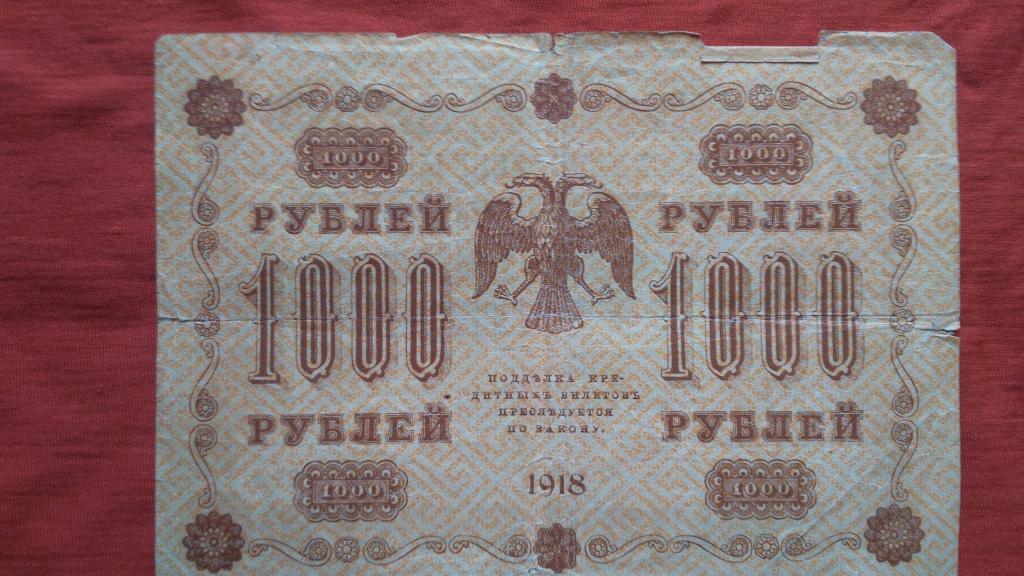 1000 1000
РУБЛЕЙ РУБЛЕЙ
1000 1000
ПОДДѢЛКА КРЕ-
ДИТНЫХЪ БИЛЕТОВЪ
ПРЕСЛѢДУЕТСЯ
ПО ЗАКОНУ.
РУБЛЕЙ РУБЛЕЙ
1000 1918 1000